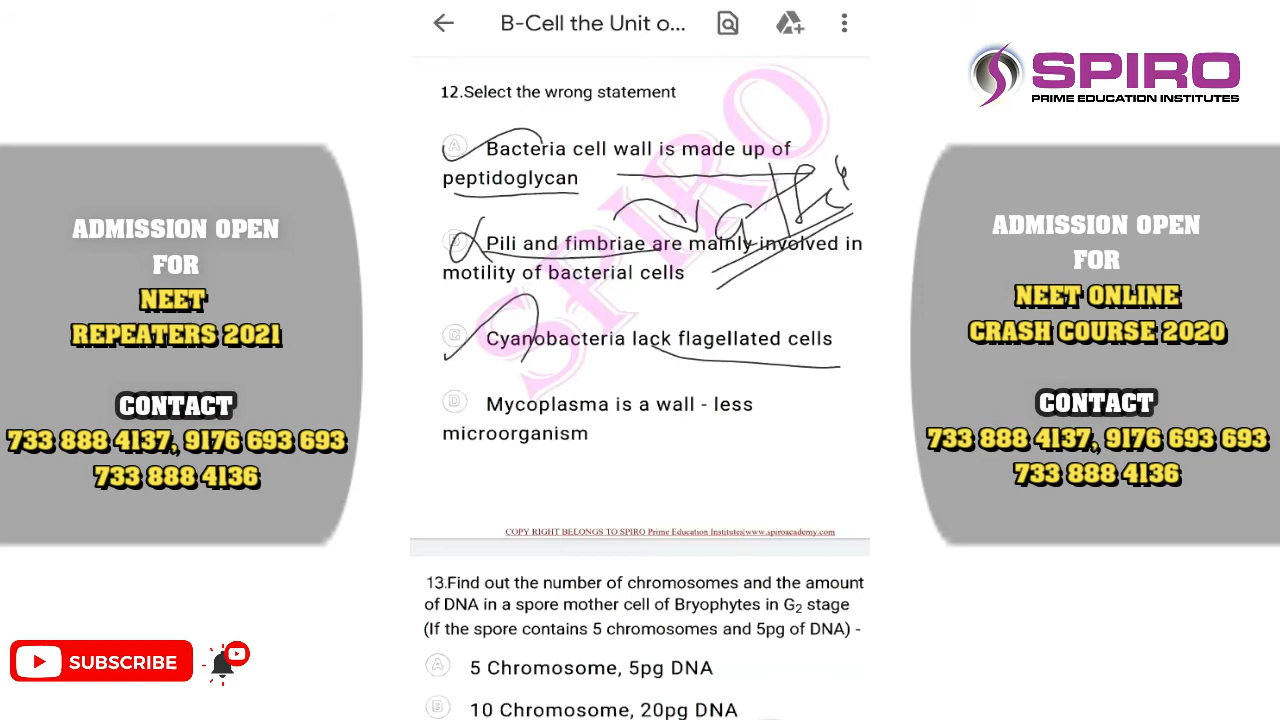 B-Cell the Unit o...
SPIRO
PRIME EDUCATION INSTITUTES
12.Select the wrong statement
A Bacteria cell wall is made up of
peptidoglycan
B Pili and fimbriae are mainly involved in
motility of bacterial cells
C Cyanobacteria lack flagellated cells
D Mycoplasma is a wall - less
microorganism
SPIRO
COPY RIGHT BELONGS TO SPIRO Prime Education Institutes|www.spiroacademy.com
13.Find out the number of chromosomes and the amount
of DNA in a spore mother cell of Bryophytes in G2 stage
(If the spore contains 5 chromosomes and 5pg of DNA) -
A 5 Chromosome, 5pg DNA
B 10 Chromosome, 20pg DNA
ADMISSION OPEN
FOR
NEET
REPEATERS 2021
CONTACT
733 888 4137, 9176 693 693
733 888 4136
SUBSCRIBE
ADMISSION OPEN
FOR
NEET ONLINE
CRASH COURSE 2020
CONTACT
733 888 4137, 9176 693 693
733 888 4136